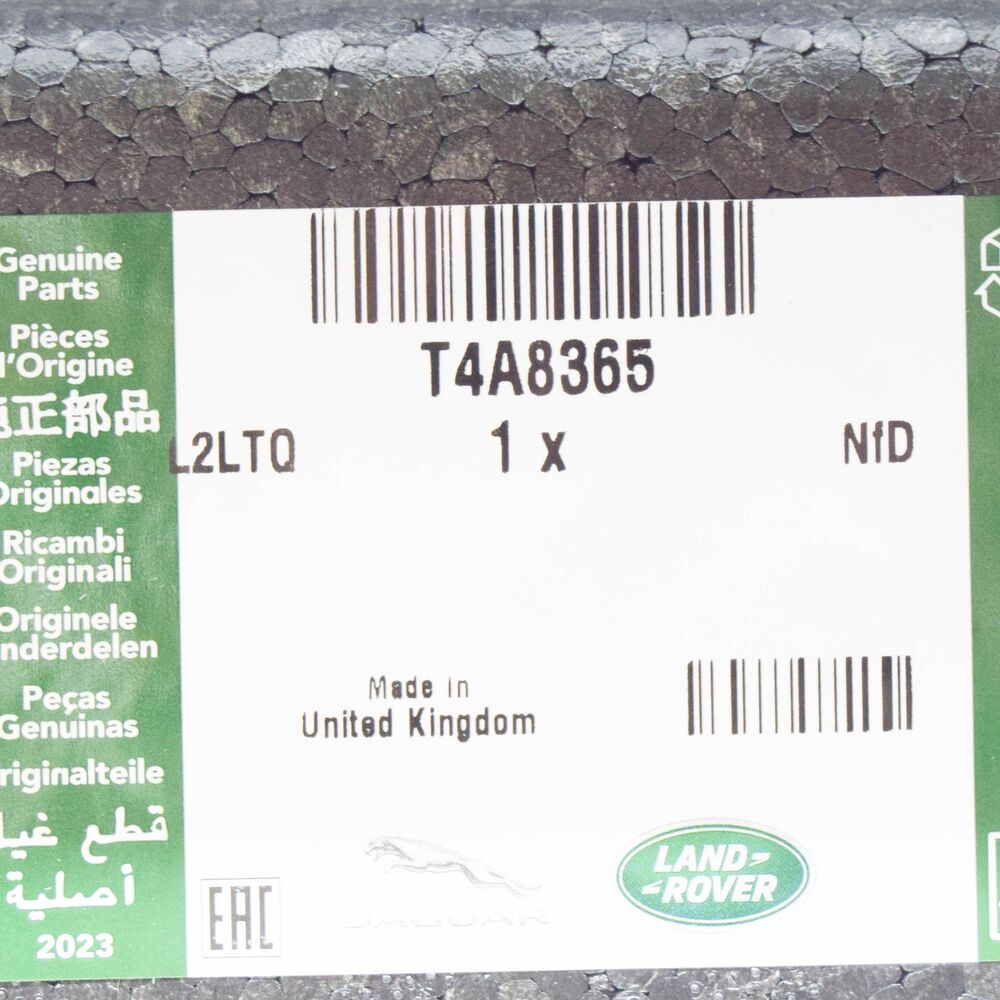 Genuine
Parts
Pièces
d'Origine
純正部品
Piezas
Originales
Ricambi
Originali
Originele
Onderdelen
Peças
Genuinas
Originalteile
قطع غيار
أصلية
2023
T4A8365
L2LTQ 1 x NfD
Made in
United Kingdom
EAC
JAGUAR
LAND-
-ROVER